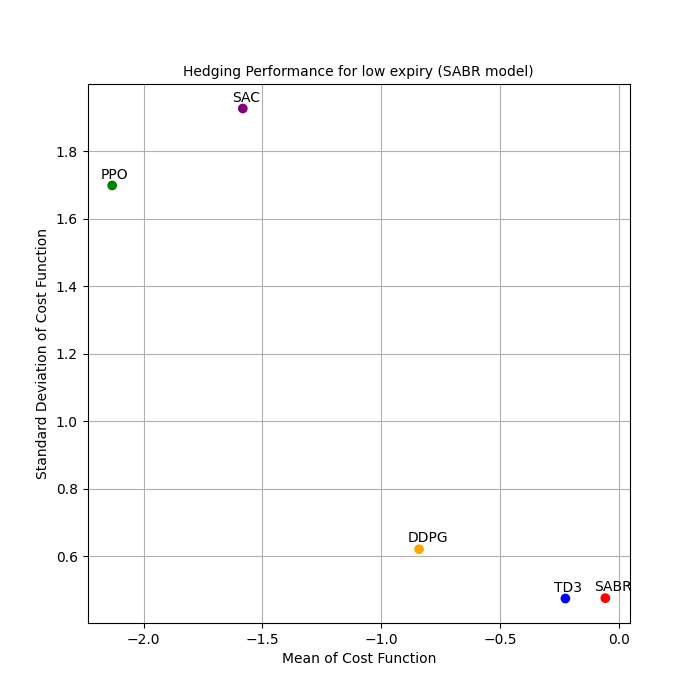 Hedging Performance for low expiry (SABR model)
SAC
PPO
DDPG
TD3
SABR
Standard Deviation of Cost Function
1.8
1.6
1.4
1.2
1.0
0.8
0.6
−2.0
−1.5
−1.0
−0.5
0.0
Mean of Cost Function